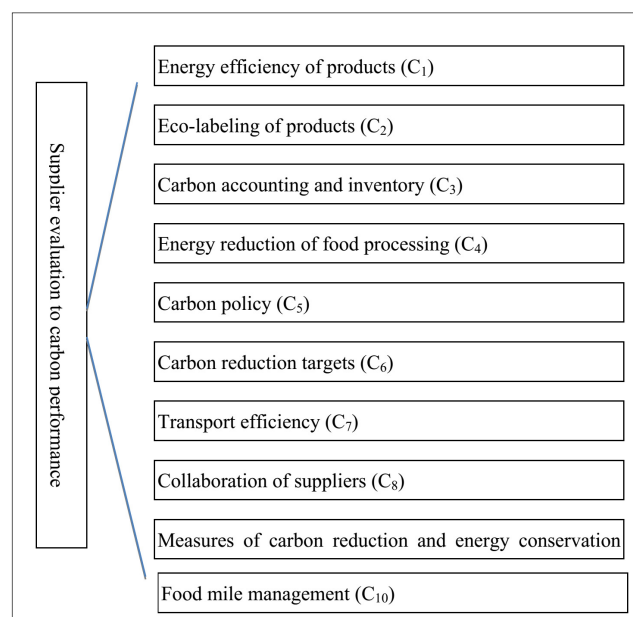 Supplier evaluation to carbon performance
Energy efficiency of products (C₁)
Eco-labeling of products (C₂)
Carbon accounting and inventory (C₃)
Energy reduction of food processing (C₄)
Carbon policy (C₅)
Carbon reduction targets (C₆)
Transport efficiency (C₇)
Collaboration of suppliers (C₈)
Measures of carbon reduction and energy conservation
Food mile management (C₁₀)